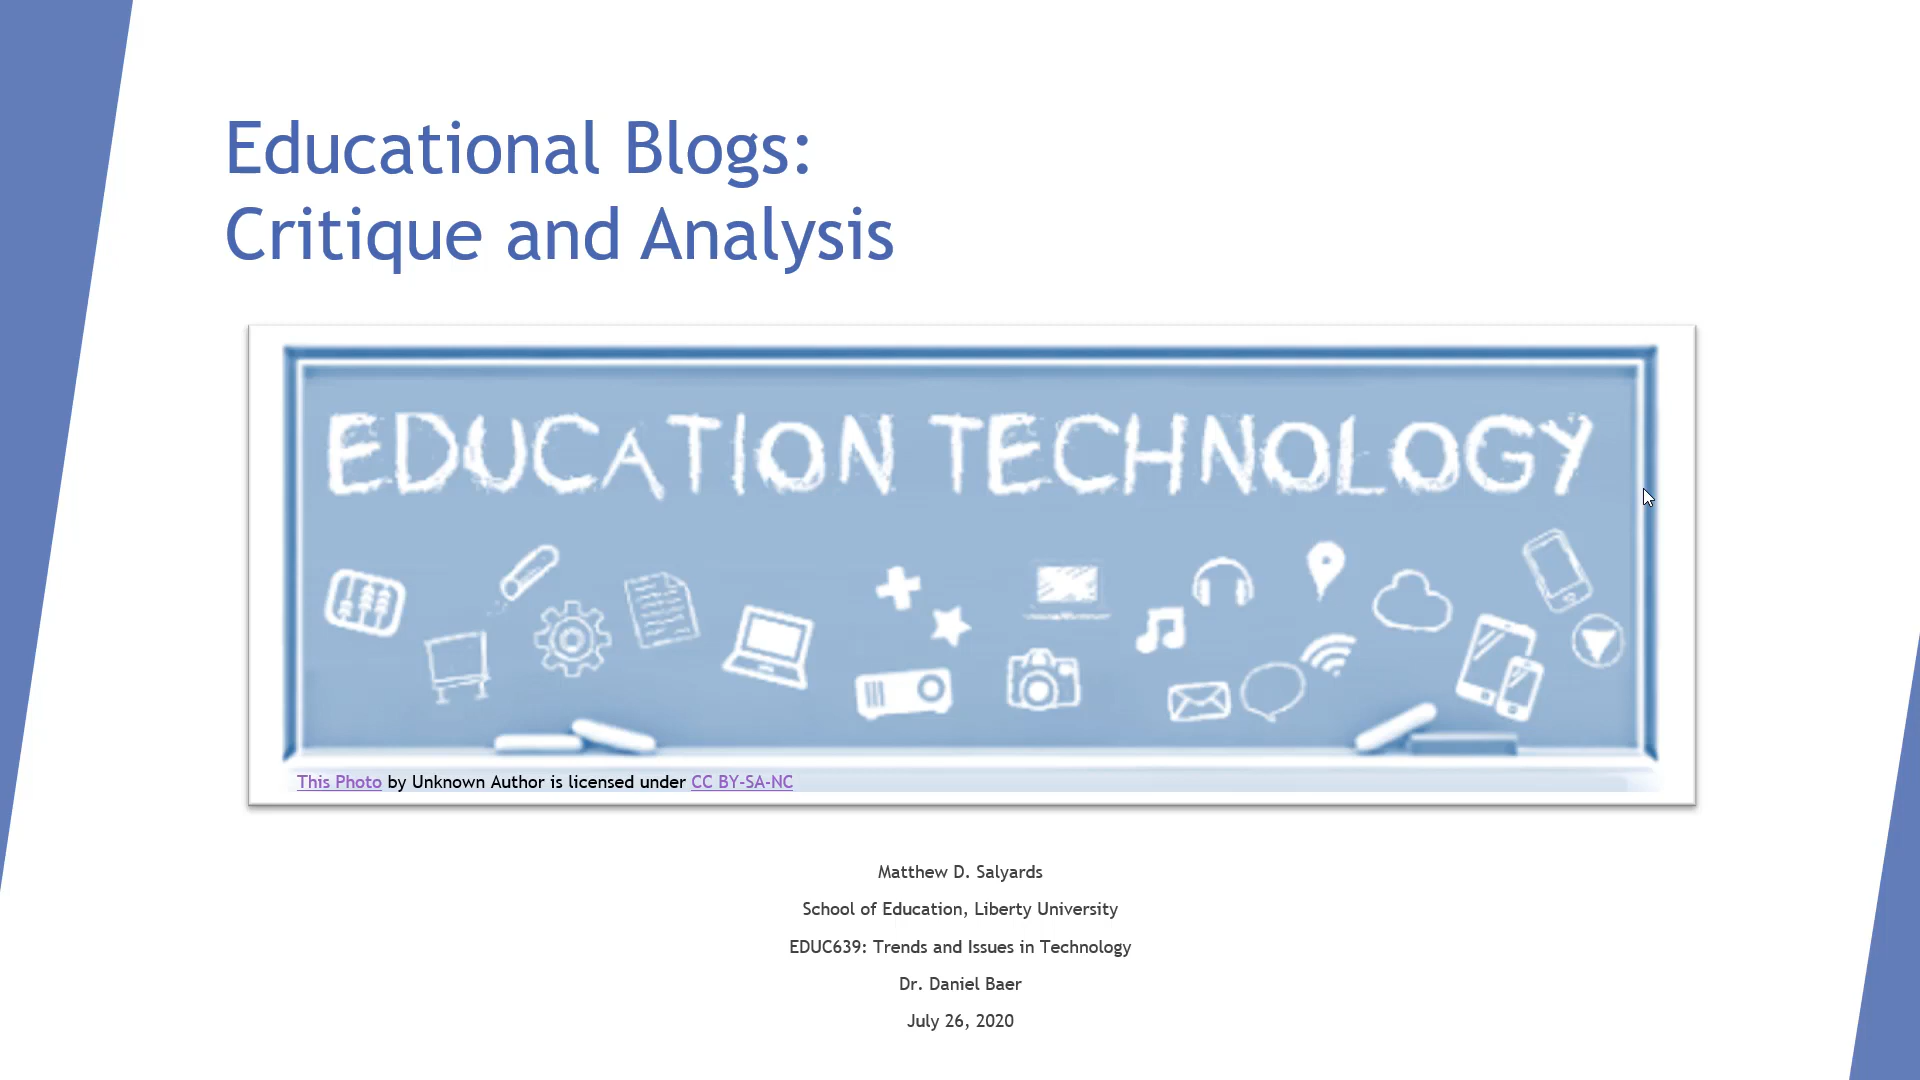 Educational Blogs:
Critique and Analysis
EDUCATION TECHNOLOGY
This Photo by Unknown Author is licensed under CC BY-SA-NC
Matthew D. Salyards
School of Education, Liberty University
EDUC639: Trends and Issues in Technology
Dr. Daniel Baer
July 26, 2020